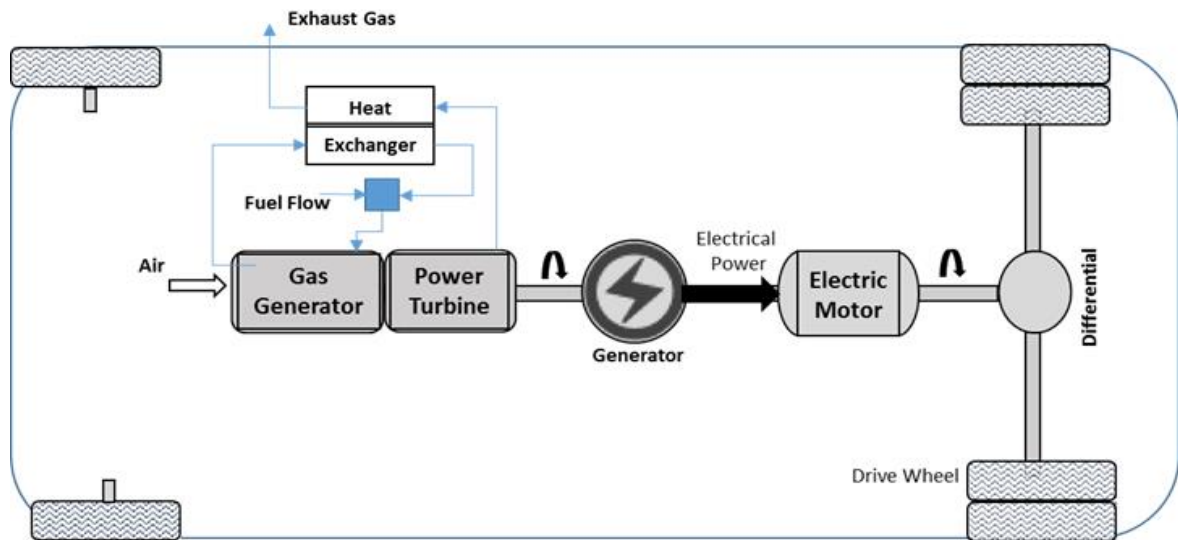 Exhaust Gas
Heat
Exchanger
Fuel Flow
Air
Gas
Generator
Power
Turbine
Generator
Electrical
Power
Electric
Motor
Differential
Drive Wheel